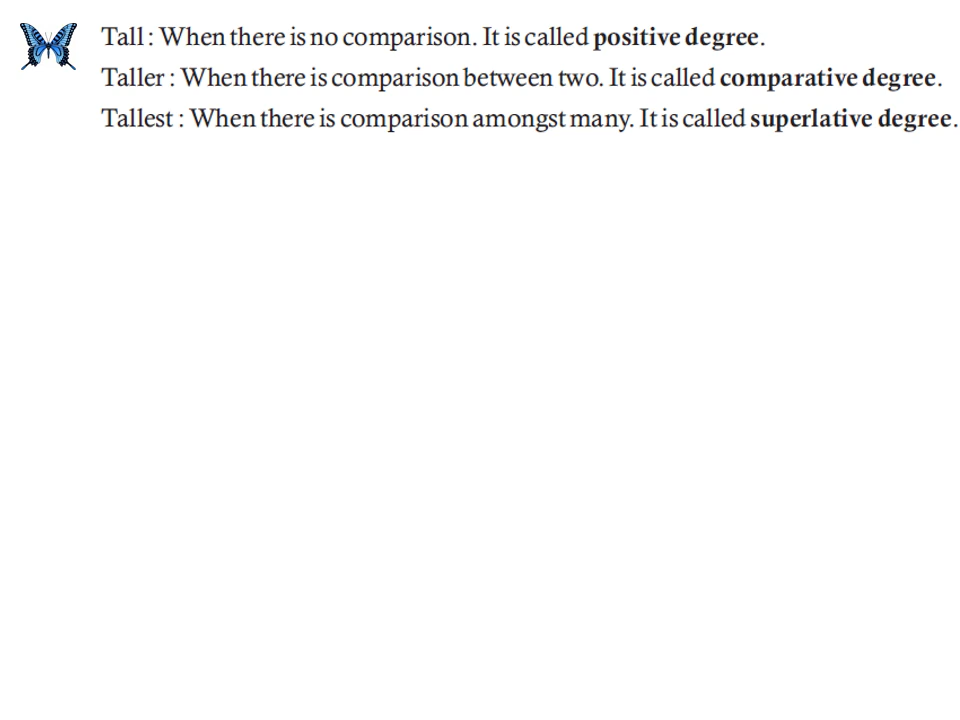 Tall : When there is no comparison. It is called positive degree.
Taller : When there is comparison between two. It is called comparative degree.
Tallest : When there is comparison amongst many. It is called superlative degree.